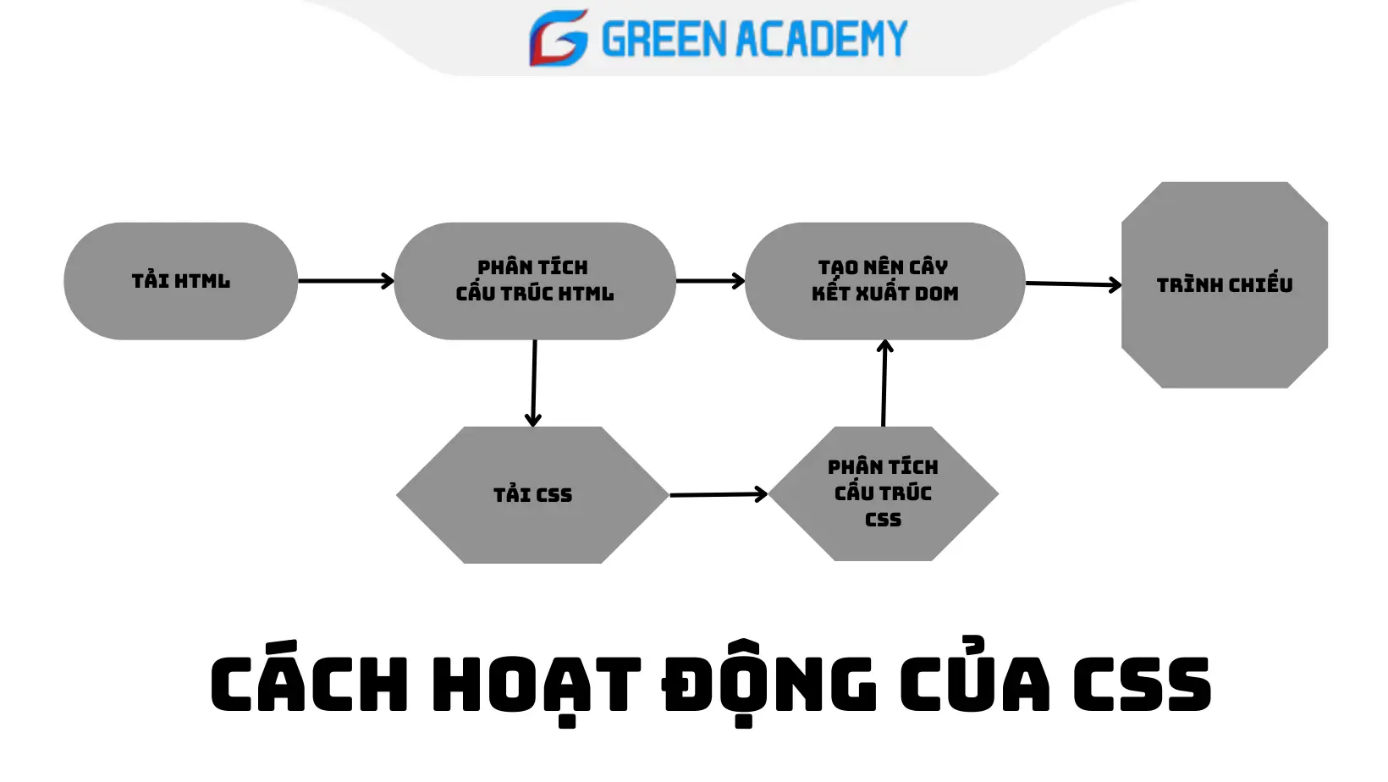 GREEN ACADEMY
TẢI HTML
PHÂN TÍCH
CẤU TRÚC HTML
TẠO NÊN CÂY
KẾT XUẤT DOM
TRÌNH CHIẾU
TẢI CSS
PHÂN TÍCH
CẤU TRÚC
CSS
CÁCH HOẠT ĐỘNG CỦA CSS